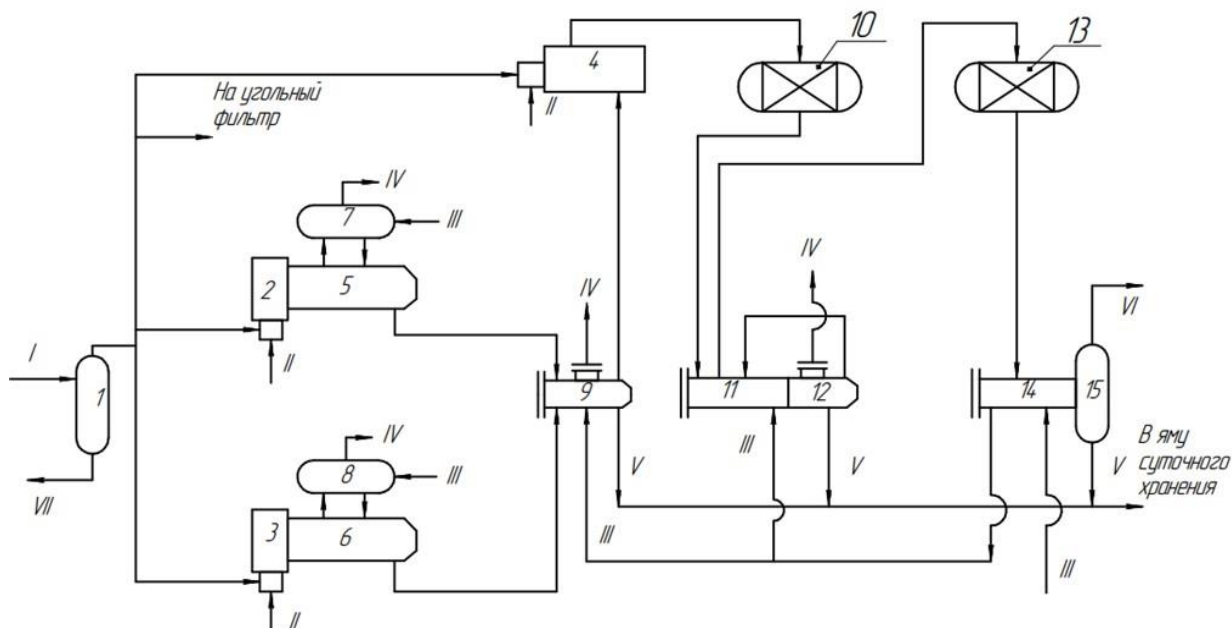 10
13
4
II
На угольный
фильтр
IV
7
III
2
5
II
I
1
VII
IV
IV
VI
9
11
12
14
15
III
V
V
V
В яму
суточного
хранения
IV
8
III
3
6
II
III
III